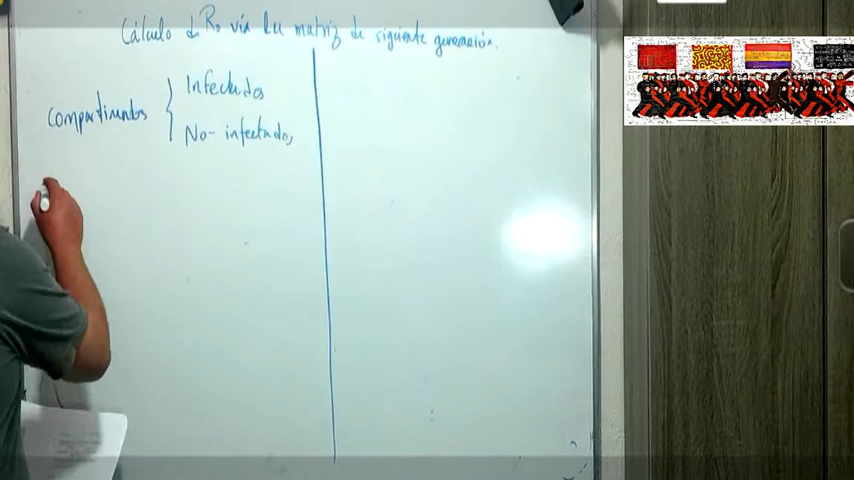 Cálculo de R₀ vía la matriz de siguiente generación.
Compartimentos { Infectados
No-infectados